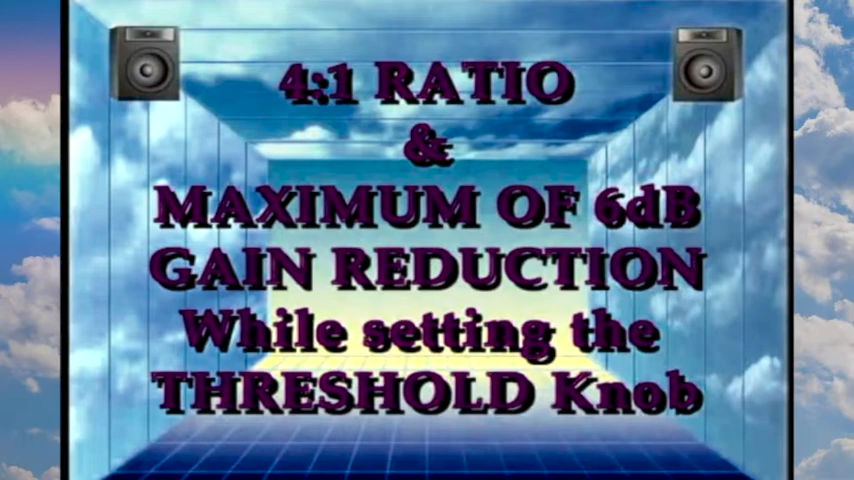 4:1 RATIO
&
MAXIMUM OF 6dB
GAIN REDUCTION
While setting the
THRESHOLD Knob